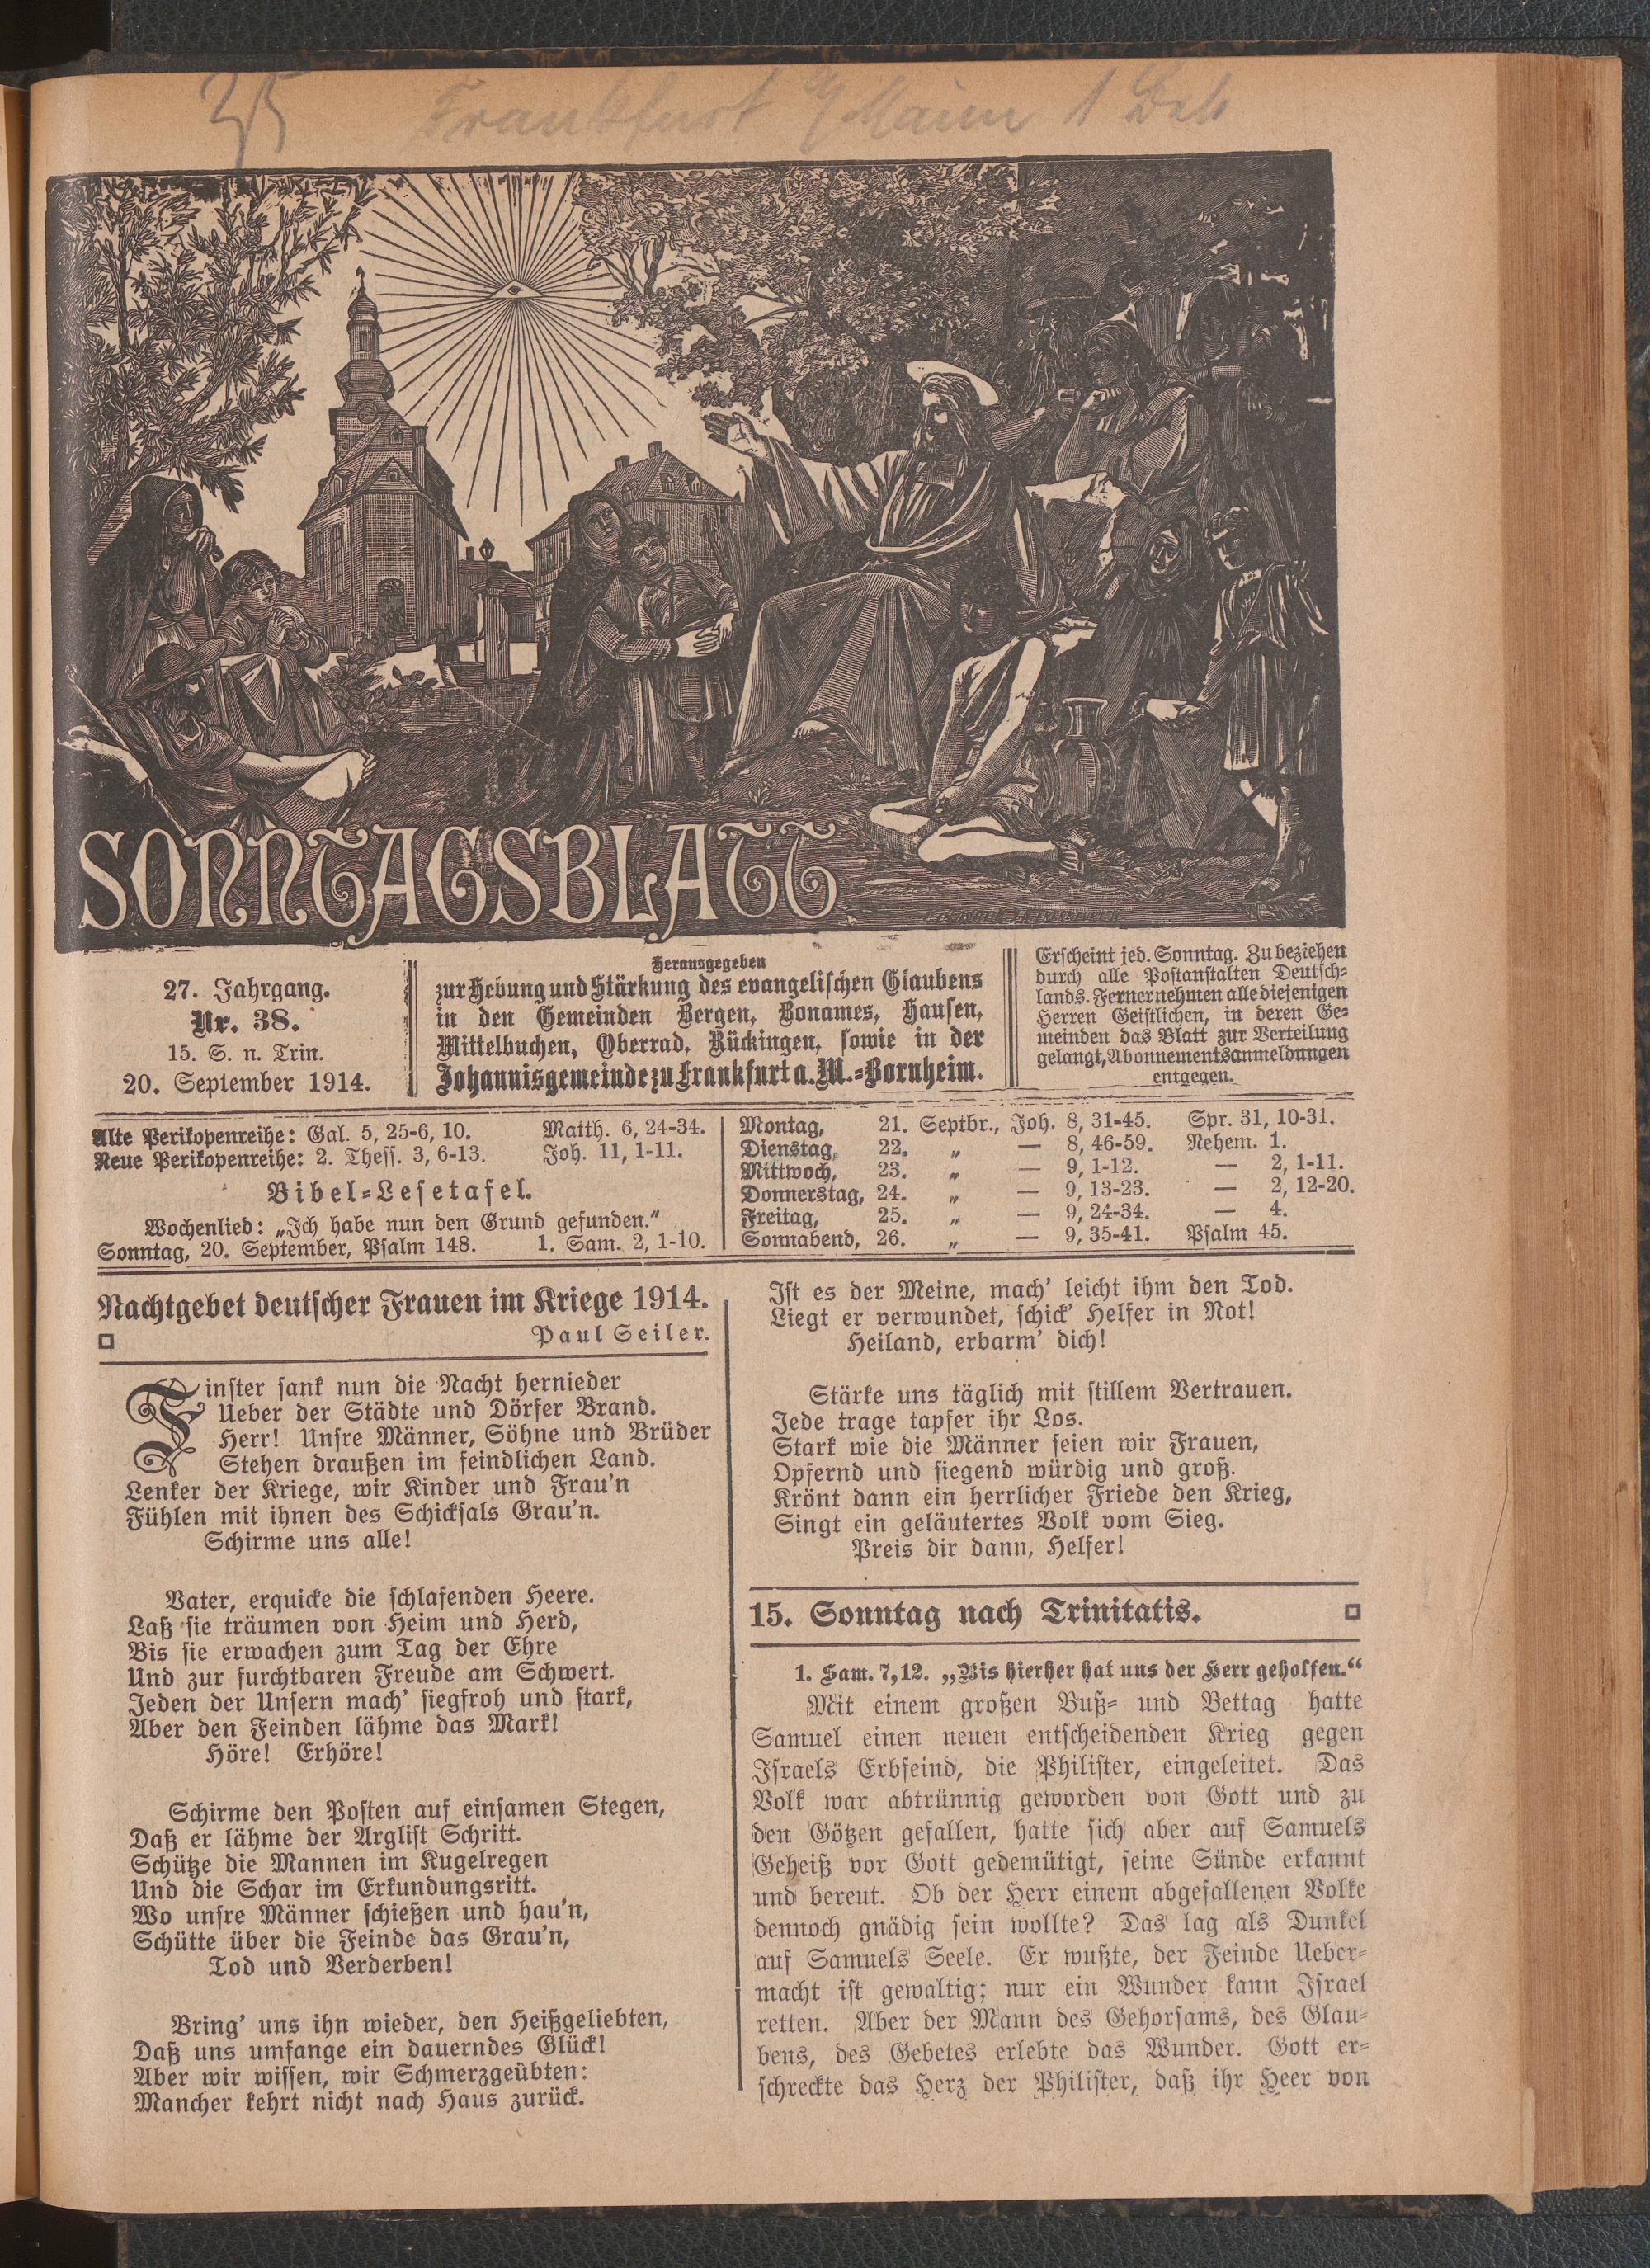 35 Frankfurt a/Main 1
SONNTAGSBLATT
27. Jahrgang.
Nr. 38.
15. S. n. Trin.
20. September 1914.
Herausgegeben
zur Hebung und Stärkung des evangelischen Glaubens
in den Gemeinden Bergen, Bonames, Hausen,
Mittelbuchen, Oberrad, Rückingen, sowie in der
Johannisgemeinde zu Frankfurt a. M.-Bornheim.
Erscheint jed. Sonntag. Zu beziehen
durch alle Postanstalten Deutsch-
lands. Ferner nehmen alle diejenigen
Herren Geistlichen, in deren Ge-
meinden das Blatt zur Verteilung
gelangt, Abonnementsanmeldungen
entgegen.
Alte Perikopenreihe: Gal. 5, 25-6, 10. Matth. 6, 24-34.
Neue Perikopenreihe: 2. Thess. 3, 6-13. Joh. 11, 1-11.
Bibel-Lesetafel.
Wochenlied: „Ich habe nun den Grund gefunden.“
Sonntag, 20. September, Psalm 148. 1. Sam. 2, 1-10.
Montag, 21. Septbr., Joh. 8, 31-45. Spr. 31, 10-31.
Dienstag, 22. „ — 8, 46-59. Nehem. 1.
Mittwoch, 23. „ — 9, 1-12. — 2, 1-11.
Donnerstag, 24. „ — 9, 13-23. — 2, 12-20.
Freitag, 25. „ — 9, 24-34. — 4.
Sonnabend, 26. „ — 9, 35-41. Psalm 45.
Nachtgebet deutscher Frauen im Kriege 1914.
Paul Seiler.
Finster sank nun die Nacht hernieder
Ueber der Städte und Dörfer Brand.
Herr! Unsre Männer, Söhne und Brüder
Stehen draußen im feindlichen Land.
Lenker der Kriege, wir Kinder und Frau'n
Fühlen mit ihnen des Schicksals Grau'n.
Schirme uns alle!
Vater, erquicke die schlafenden Heere.
Laß sie träumen von Heim und Herd,
Bis sie erwachen zum Tag der Ehre
Und zur furchtbaren Freude am Schwert.
Jeden der Unsern mach' siegfroh und stark,
Aber den Feinden lähme das Mark!
Höre! Erhöre!
Schirme den Posten auf einsamen Stegen,
Daß er lähme der Arglist Schritt.
Schütze die Mannen im Kugelregen
Und die Schar im Erkundungsritt.
Wo unsre Männer schießen und hau'n,
Schütte über die Feinde das Grau'n,
Tod und Verderben!
Bring' uns ihn wieder, den Heißgeliebten,
Daß uns umfange ein dauerndes Glück!
Aber wir wissen, wir Schmerzgeübten:
Mancher kehrt nicht nach Haus zurück.
Ist es der Meine, mach' leicht ihm den Tod.
Liegt er verwundet, schick' Helfer in Not!
Heiland, erbarm' dich!
Stärke uns täglich mit stillem Vertrauen.
Jede trage tapfer ihr Los.
Stark wie die Männer seien wir Frauen,
Opfernd und siegend würdig und groß.
Krönt dann ein herrlicher Friede den Krieg,
Singt ein geläutertes Volk vom Sieg.
Preis dir dann, Helfer!
15. Sonntag nach Trinitatis.
1. Sam. 7, 12. „Bis hierher hat uns der Herr geholfen.“
Mit einem großen Buß- und Bettag hatte
Samuel einen neuen entscheidenden Krieg gegen
Israels Erbfeind, die Philister, eingeleitet. Das
Volk war abtrünnig geworden von Gott und zu
den Götzen gefallen, hatte sich aber auf Samuels
Geheiß vor Gott gedemütigt, seine Sünde erkannt
und bereut. Ob der Herr einem abgefallenen Volke
dennoch gnädig sein wollte? Das lag als Dunkel
auf Samuels Seele. Er wußte, der Feinde Ueber-
macht ist gewaltig; nur ein Wunder kann Israel
retten. Aber der Mann des Gehorsams, des Glau-
bens, des Gebetes erlebte das Wunder. Gott er-
schreckte das Herz der Philister, daß ihr Heer von